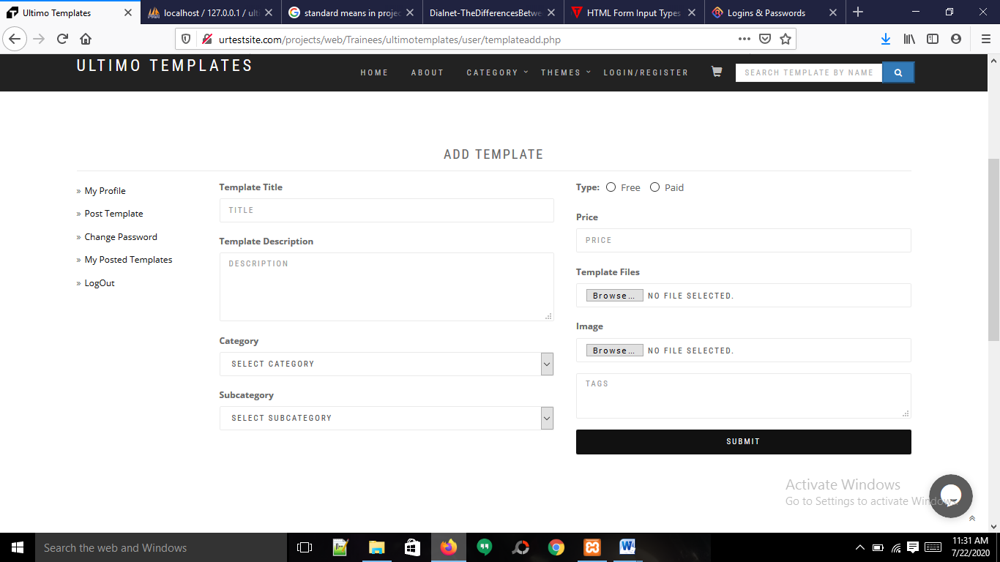 Ultimo Templates
localhost / 127.0.0.1 / ulti
standard means in projec
Dialnet-TheDifferencesBetwe
HTML Form Input Types
Logins & Passwords
urtestsite.com/projects/web/Trainees/ultimotemplates/user/templateadd.php
ULTIMO TEMPLATES
HOME
ABOUT
CATEGORY
THEMES
LOGIN/REGISTER
SEARCH TEMPLATE BY NAME
ADD TEMPLATE
» My Profile
» Post Template
» Change Password
» My Posted Templates
» LogOut
Template Title
TITLE
Template Description
DESCRIPTION
Category
SELECT CATEGORY
Subcategory
SELECT SUBCATEGORY
Type: Free Paid
Price
PRICE
Template Files
Browse... NO FILE SELECTED.
Image
Browse... NO FILE SELECTED.
TAGS
SUBMIT
Activate Windows
Go to Settings to activate Windows.
Search the web and Windows
11:31 AM
7/22/2020